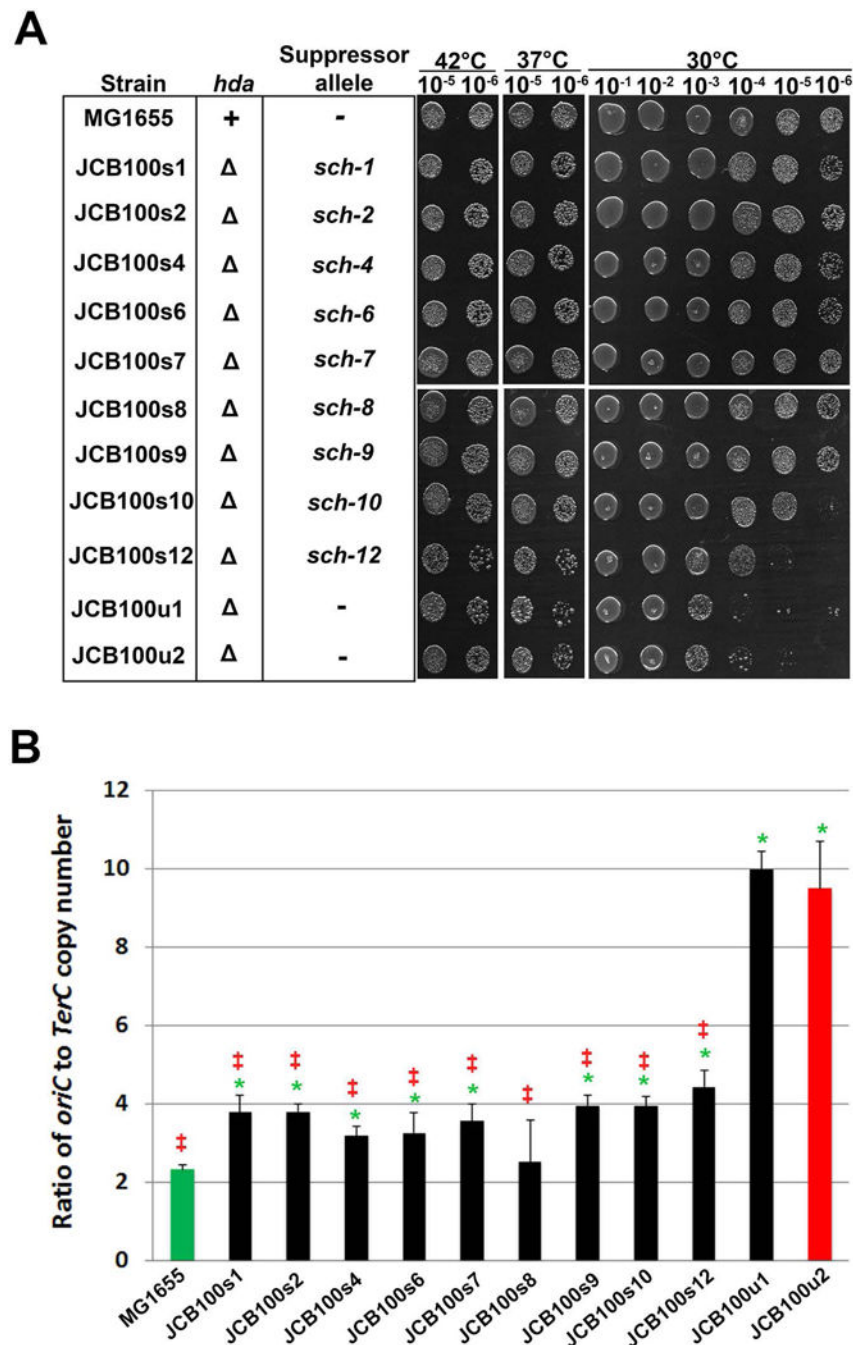 A
Suppressor 42°C 37°C 30°C
Strain hda allele 10-5 10-6 10-5 10-6 10-1 10-2 10-3 10-4 10-5 10-6
MG1655 + -
JCB100s1 Δ sch-1
JCB100s2 Δ sch-2
JCB100s4 Δ sch-4
JCB100s6 Δ sch-6
JCB100s7 Δ sch-7
JCB100s8 Δ sch-8
JCB100s9 Δ sch-9
JCB100s10 Δ sch-10
JCB100s12 Δ sch-12
JCB100u1 Δ -
JCB100u2 Δ -
B
Ratio of oriC to TerC copy number
12
10
8
6
4
2
0
‡ ‡ ‡ ‡ ‡ ‡ ‡ ‡ ‡ ‡
* * * * * * * * * *
MG1655 JCB100s1 JCB100s2 JCB100s4 JCB100s6 JCB100s7 JCB100s8 JCB100s9 JCB100s10 JCB100s12 JCB100u1 JCB100u2